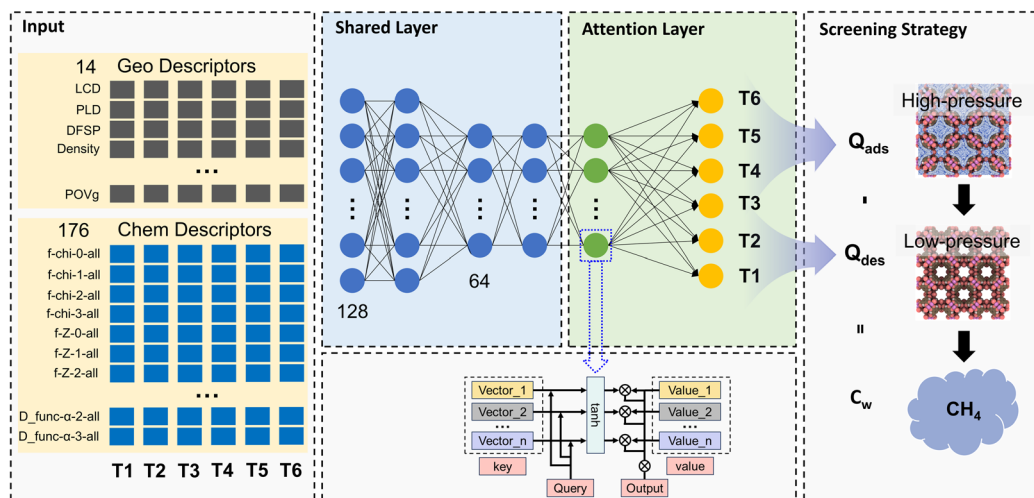 Input
14 Geo Descriptors
LCD
PLD
DFSP
Density
...
POVg
176 Chem Descriptors
f-chi-0-all
f-chi-1-all
f-chi-2-all
f-chi-3-all
f-Z-0-all
f-Z-1-all
f-Z-2-all
...
D_func-α-2-all
D_func-α-3-all
T1 T2 T3 T4 T5 T6
Shared Layer
128
64
Attention Layer
T6
T5
T4
T3
T2
T1
Vector_1
Vector_2
...
Vector_n
key
Query
tanh
Value_1
Value_2
...
Value_n
value
Output
Screening Strategy
Qads
-
Qdes
=
Cw
High-pressure
Low-pressure
CH4